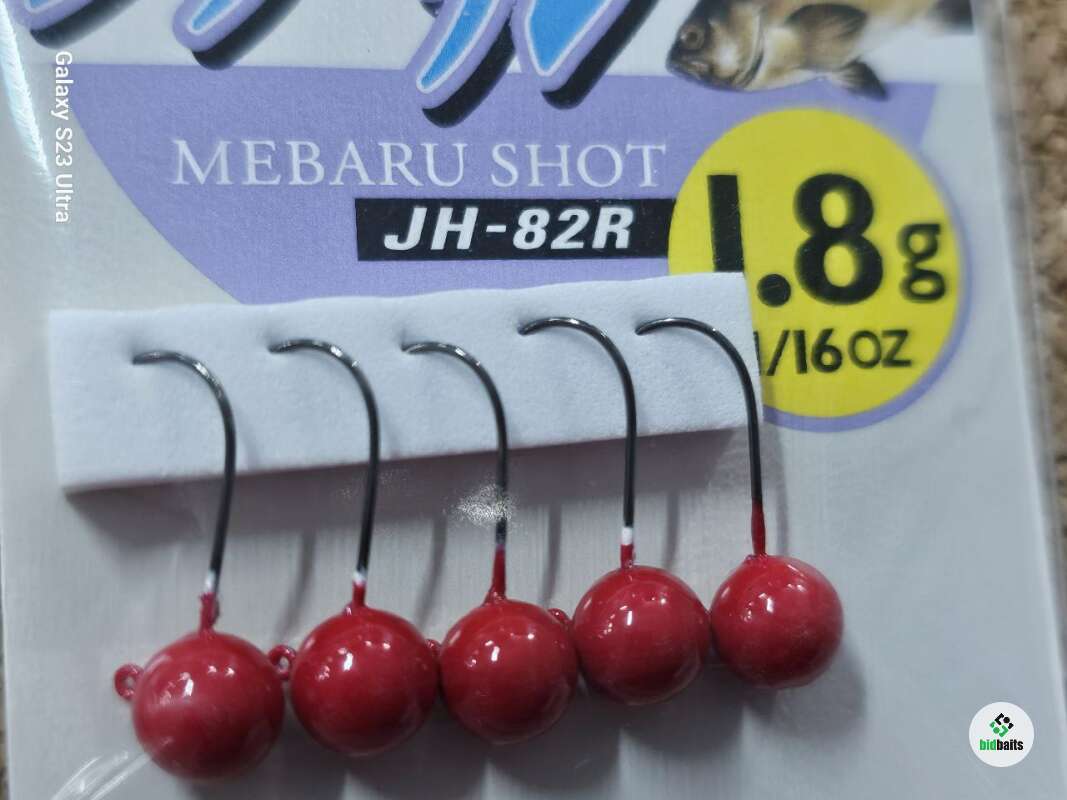 Galaxy S23 Ultra
MEBARU SHOT
JH-82R
1.8g
1/16oz
bidbaits